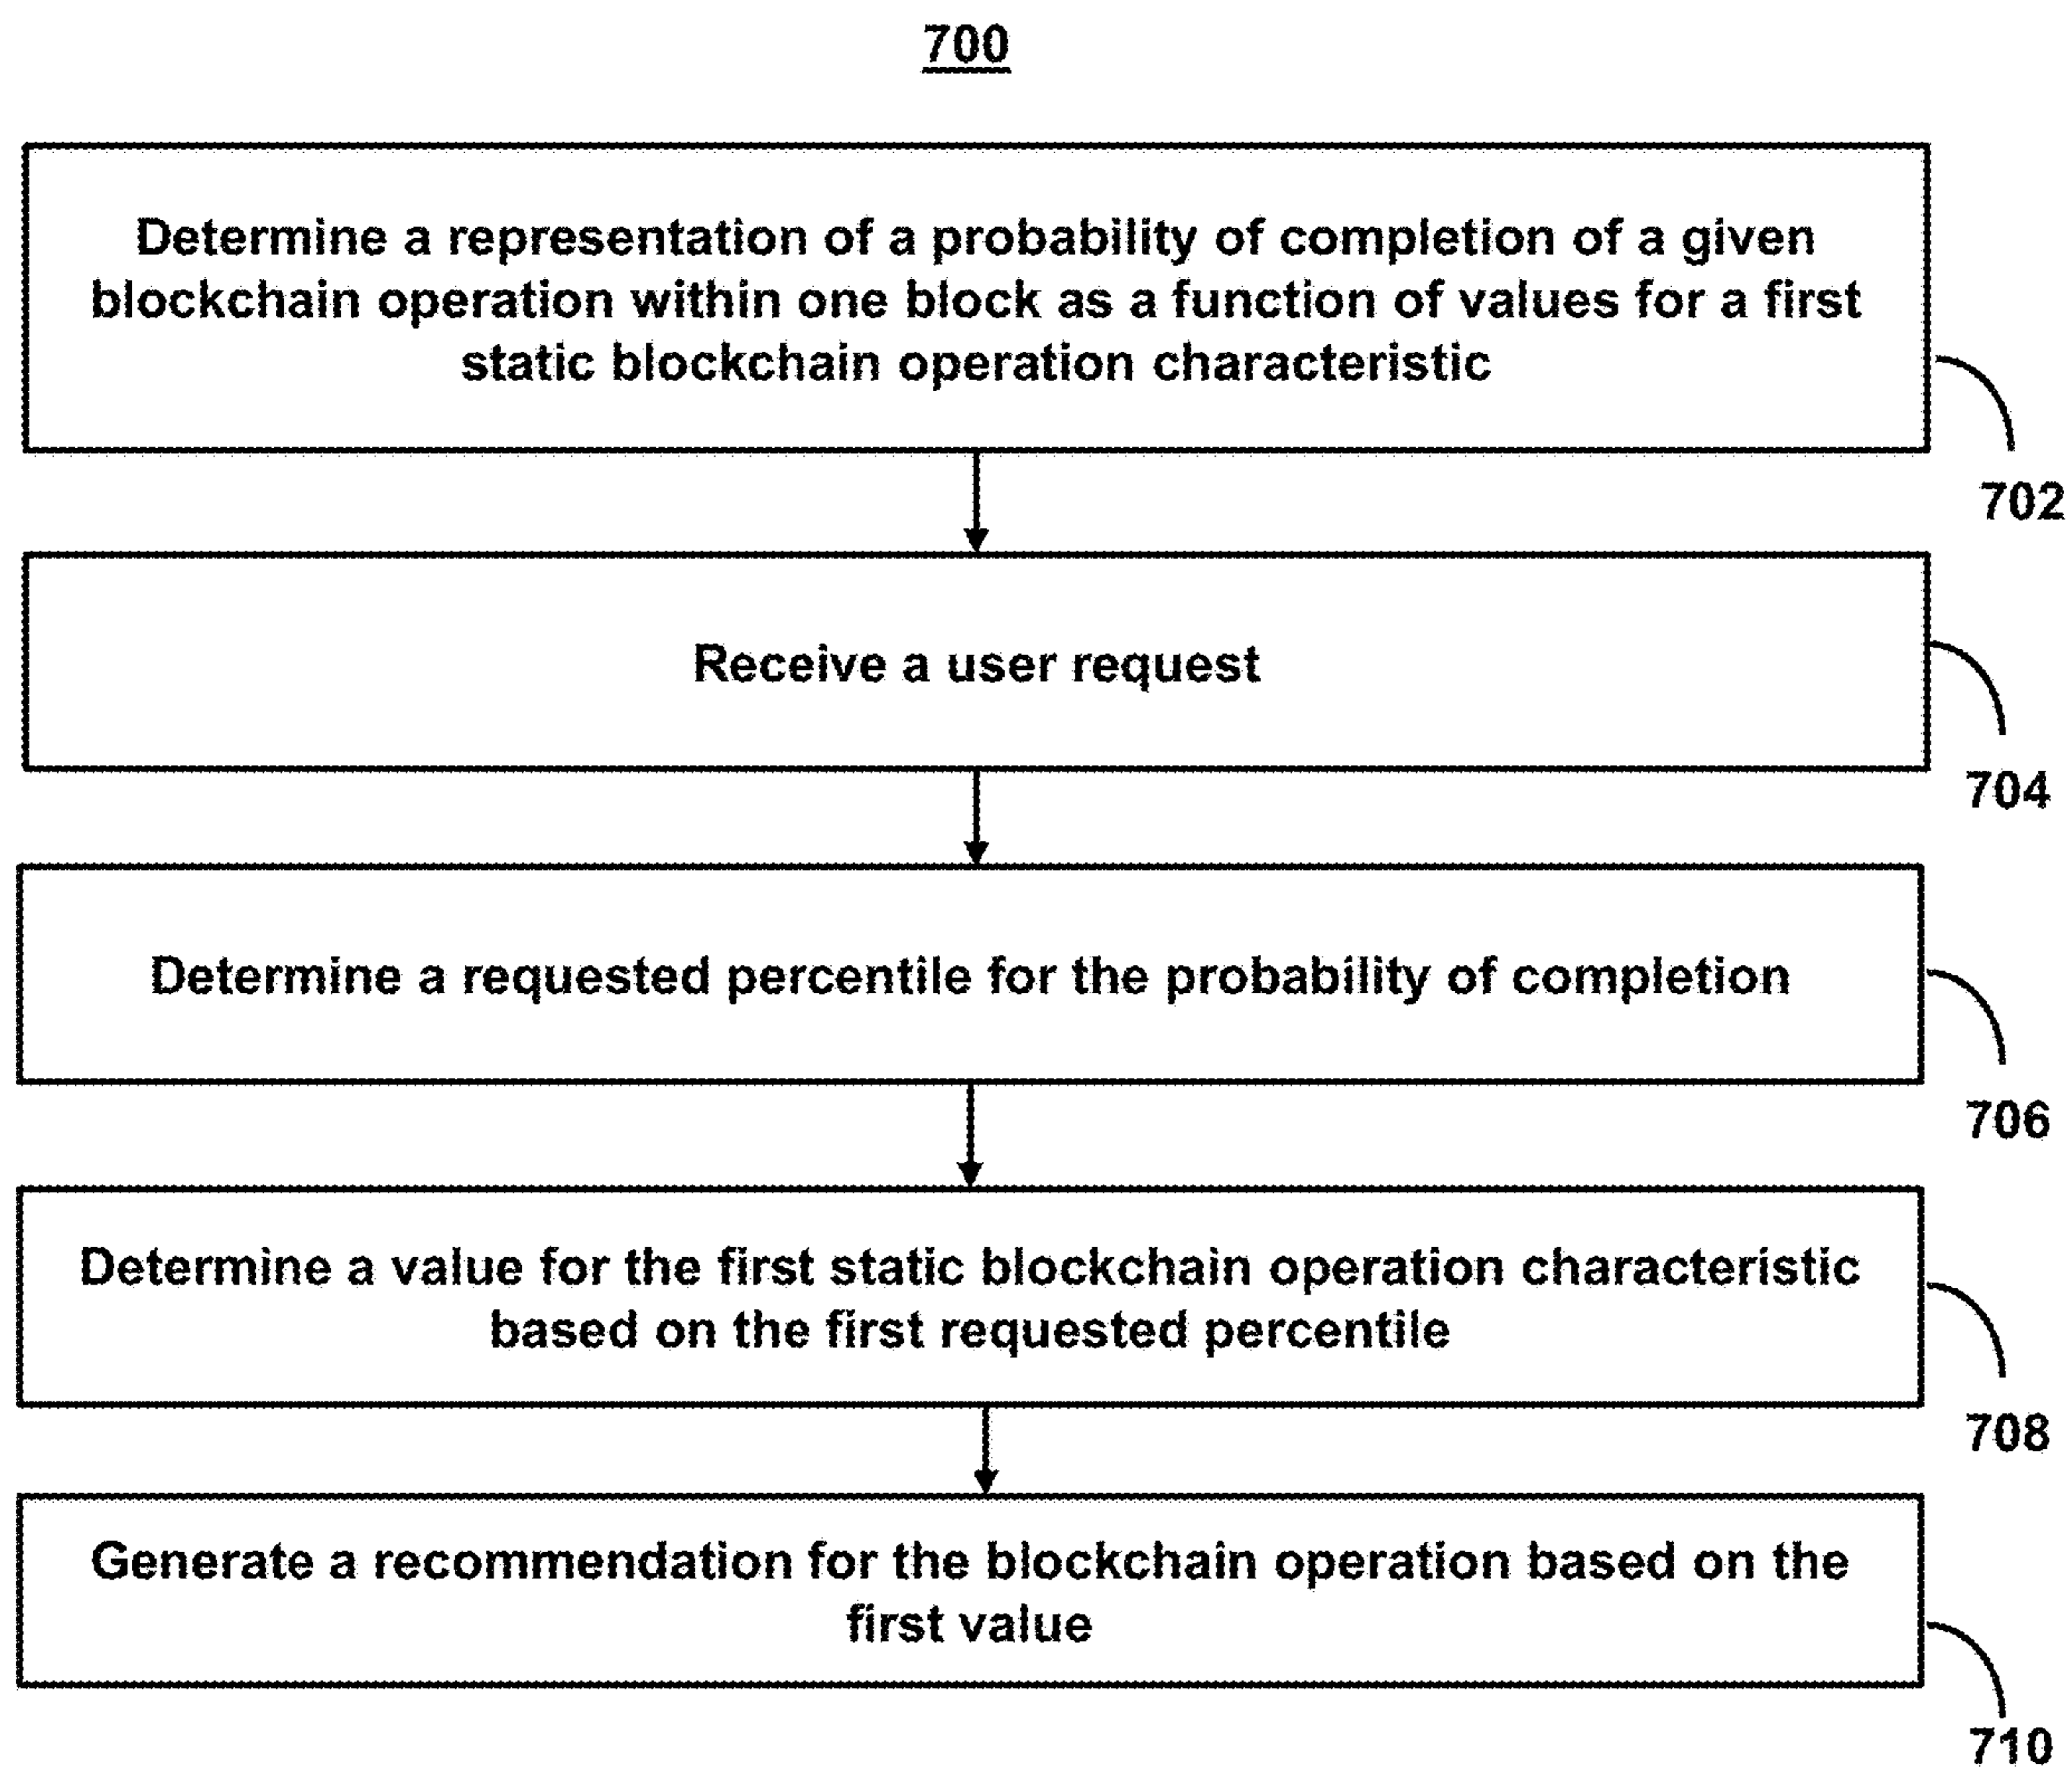 700
Determine a representation of a probability of completion of a given
blockchain operation within one block as a function of values for a first
static blockchain operation characteristic
702
Receive a user request
704
Determine a requested percentile for the probability of completion
706
Determine a value for the first static blockchain operation characteristic
based on the first requested percentile
708
Generate a recommendation for the blockchain operation based on the
first value
710